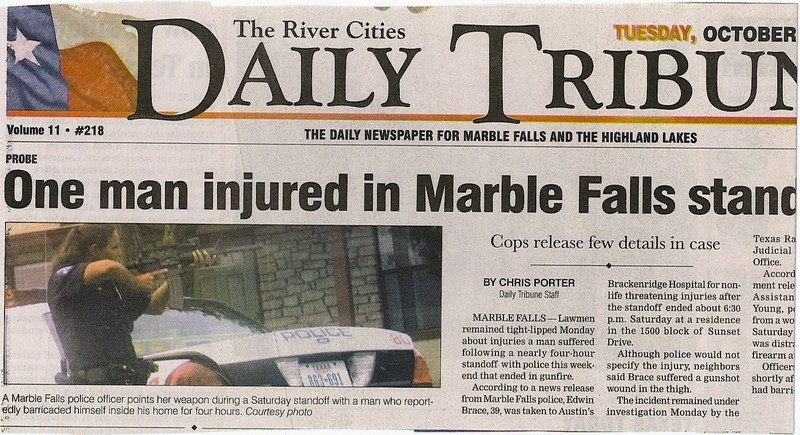 The River Cities
DAILY TRIBUN
TUESDAY, OCTOBER
Volume 11 • #218
THE DAILY NEWSPAPER FOR MARBLE FALLS AND THE HIGHLAND LAKES
PROBE
One man injured in Marble Falls stand
POLICE
TEXAS
863-691
A Marble Falls police officer points her weapon during a Saturday standoff with a man who report-
edly barricaded himself inside his home for four hours. Courtesy photo
Cops release few details in case
BY CHRIS PORTER
Daily Tribune Staff
MARBLE FALLS — Lawmen
remained tight-lipped Monday
about injuries a man suffered
following a nearly four-hour
standoff with police this week-
end that ended in gunfire.
According to a news release
from Marble Falls police, Edwin
Brace, 39, was taken to Austin's
Brackenridge Hospital for non-
life threatening injuries after
the standoff ended about 6:30
p.m. Saturday at a residence
in the 1500 block of Sunset
Drive.
Although police would not
specify the injury, neighbors
said Brace suffered a gunshot
wound in the thigh.
The incident remained under
investigation Monday by the
Texas Ra
Judicial
Office.
Accord
ment rele
Assistan
Young, p
from a wo
Saturday
was distr
firearm a
Officer
shortly af
had barri